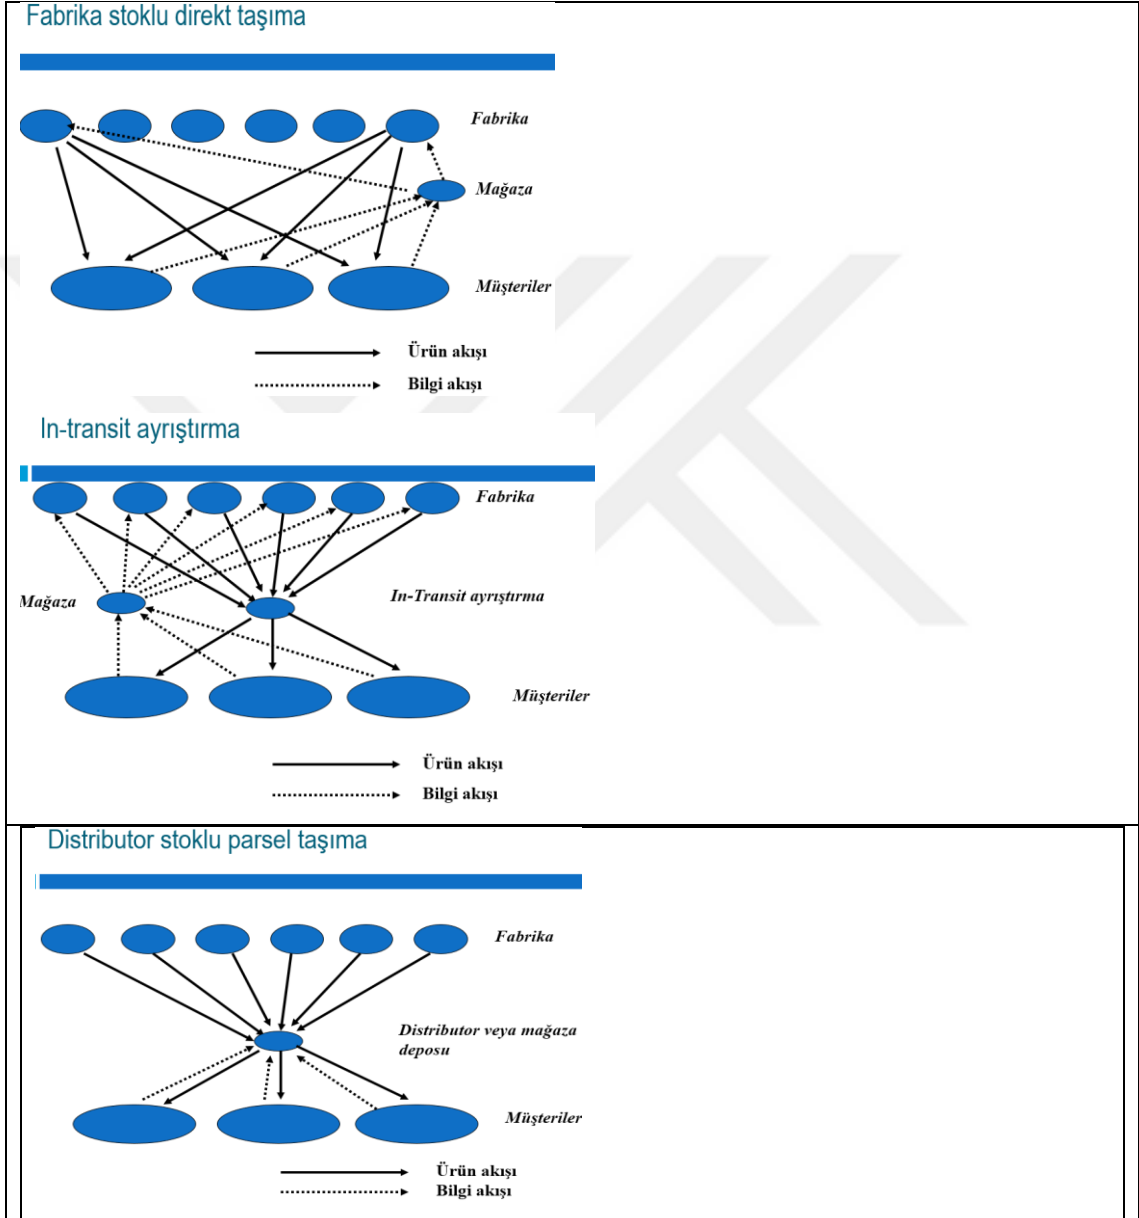 Fabrika stoklu direkt taşıma
Fabrika
Mağaza
Müşteriler
Ürün akışı
Bilgi akışı
In-transit ayrıştırma
Fabrika
Mağaza
In-Transit ayrıştırma
Müşteriler
Ürün akışı
Bilgi akışı
Distributor stoklu parsel taşıma
Fabrika
Distributor veya mağaza
deposu
Müşteriler
Ürün akışı
Bilgi akışı